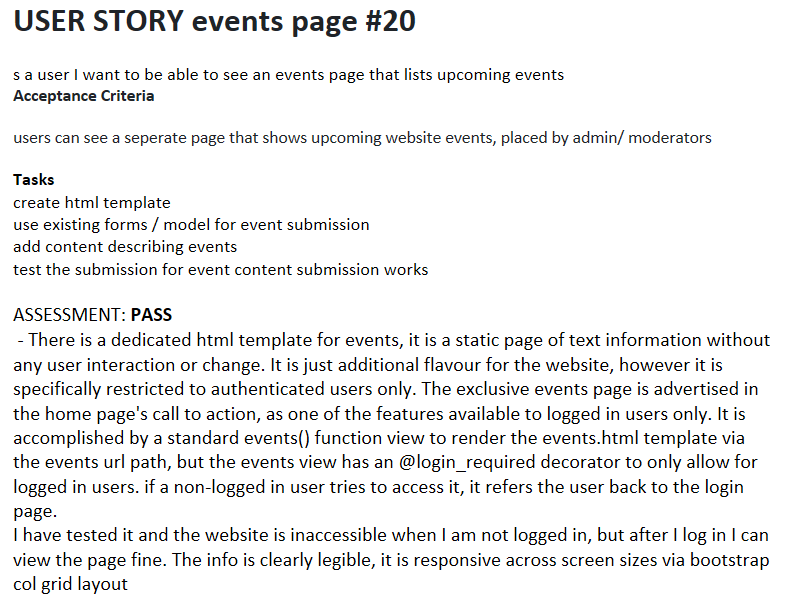 USER STORY events page #20
s a user I want to be able to see an events page that lists upcoming events
Acceptance Criteria
users can see a seperate page that shows upcoming website events, placed by admin/ moderators
Tasks
create html template
use existing forms / model for event submission
add content describing events
test the submission for event content submission works
ASSESSMENT: PASS
- There is a dedicated html template for events, it is a static page of text information without
any user interaction or change. It is just additional flavour for the website, however it is
specifically restricted to authenticated users only. The exclusive events page is advertised in
the home page's call to action, as one of the features available to logged in users only. It is
accomplished by a standard events() function view to render the events.html template via
the events url path, but the events view has an @login_required decorator to only allow for
logged in users. if a non-logged in user tries to access it, it refers the user back to the login
page.
I have tested it and the website is inaccessible when I am not logged in, but after I log in I can
view the page fine. The info is clearly legible, it is responsive across screen sizes via bootstrap
col grid layout